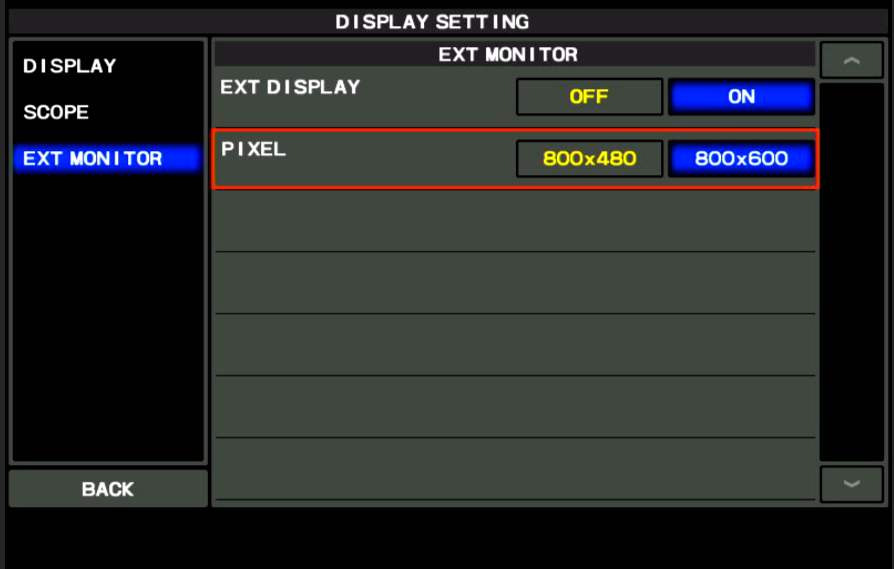 DISPLAY SETTING
DISPLAY
SCOPE
EXT MONITOR
BACK
EXT MONITOR
EXT DISPLAY OFF ON
PIXEL 800x480 800x600